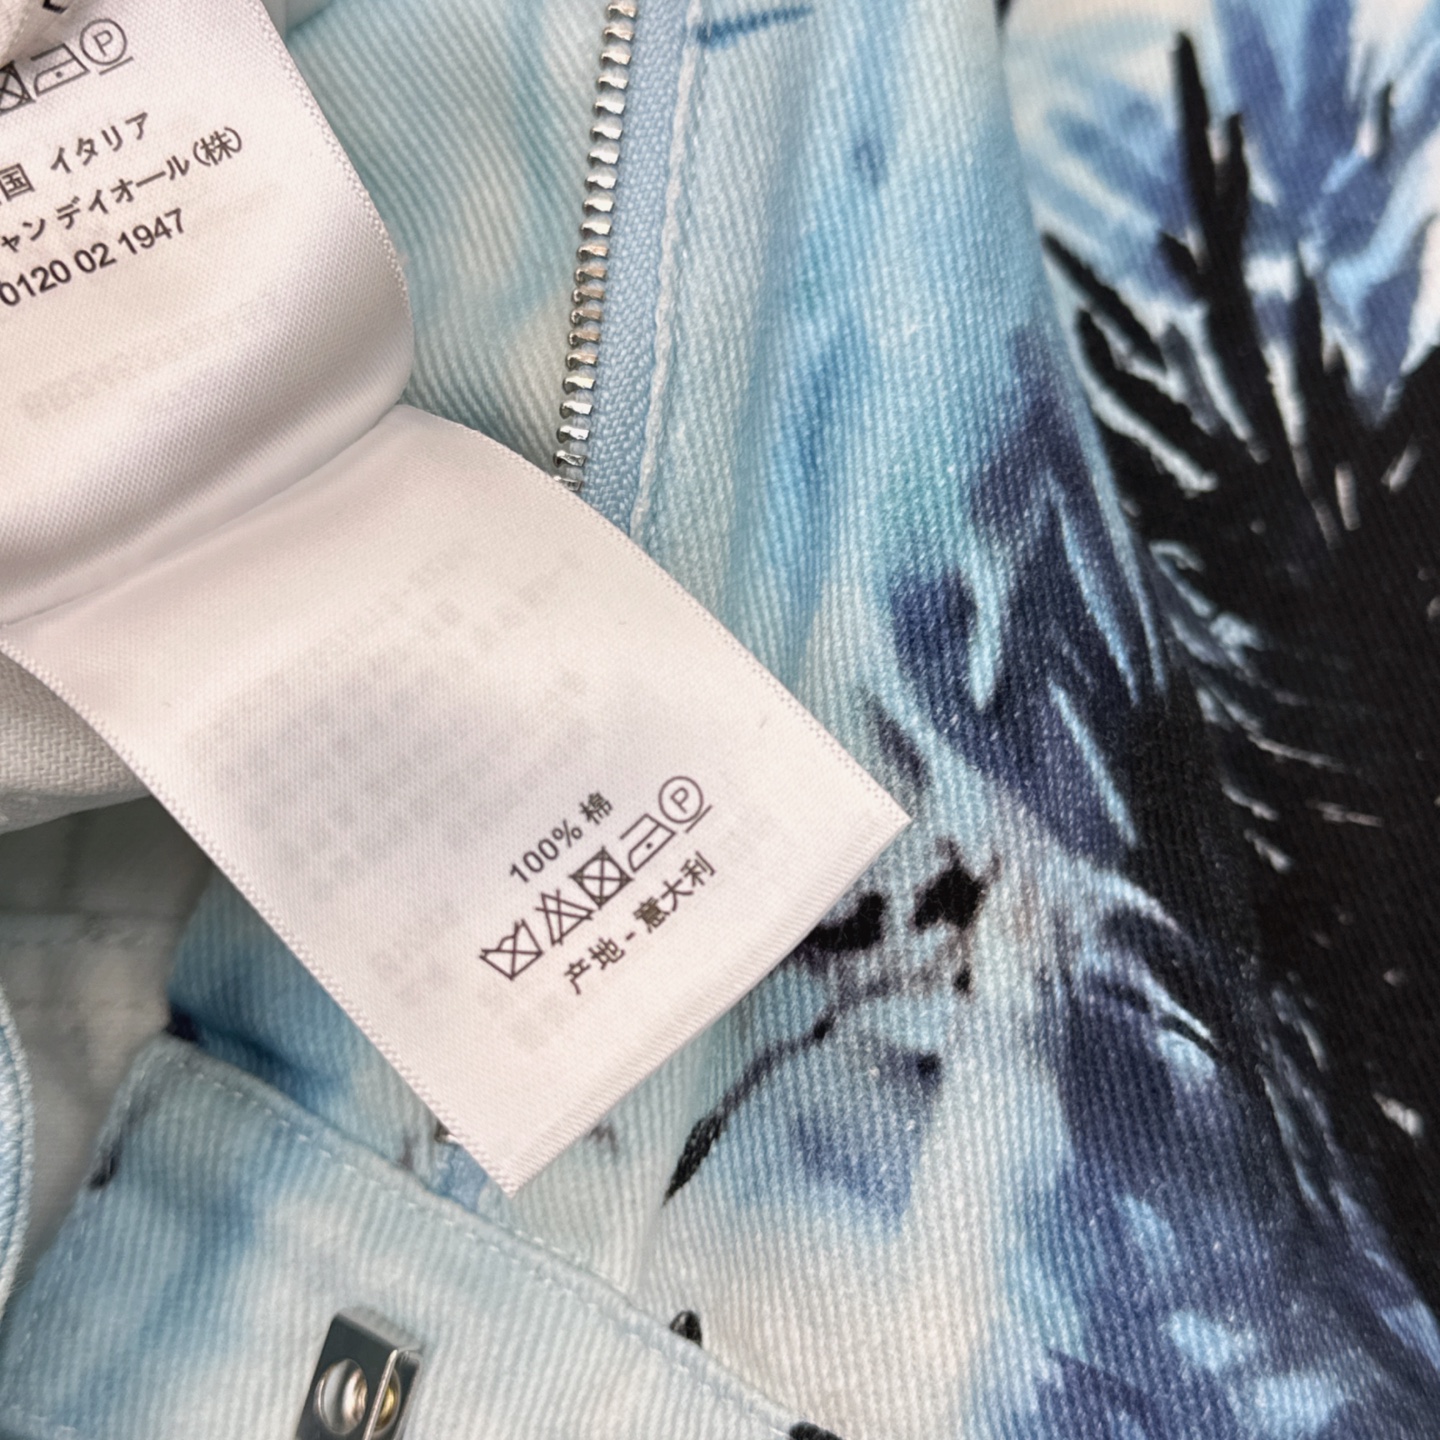 国 イタリア
ャン デイオール(株)
0120 02 1947
100% 棉
产地 - 意大利